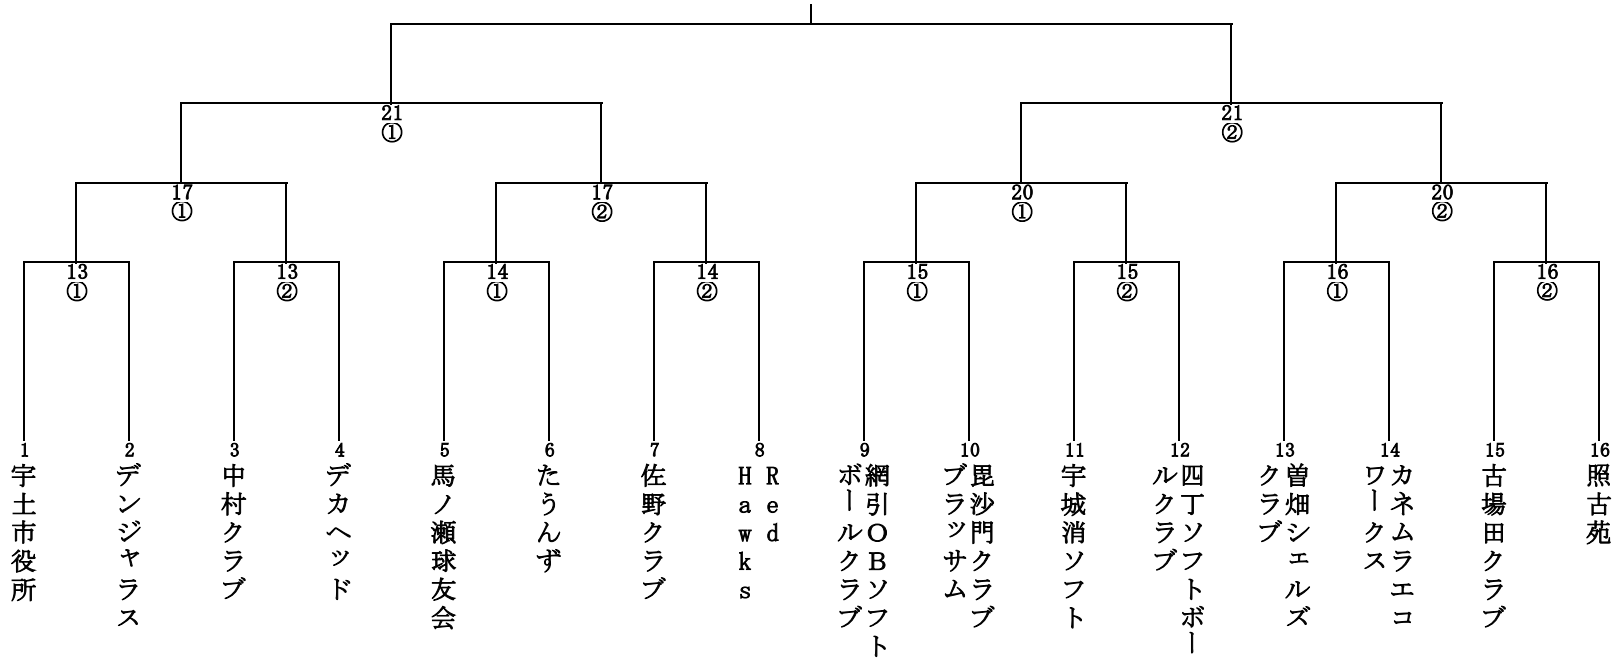 21
①
21
②
17
①
17
②
20
①
20
②
13
①
13
②
14
①
14
②
15
①
15
②
16
①
16
②
1
宇土市役所
2
デンジャラス
3
中村クラブ
4
デカヘッド
5
馬ノ瀬球友会
6
たうんず
7
佐野クラブ
8
Red
Hawks
9
網引OBソフト
ボールクラブ
10
毘沙門クラブ
ブラッサム
11
宇城消ソフト
12
四丁ソフトボー
ルクラブ
13
曽畑シェルズ
クラブ
14
カネムラエコ
ワークス
15
古場田クラブ
16
照古苑